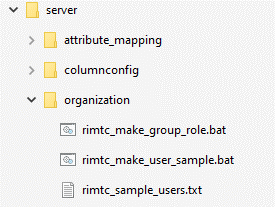 server
attribute_mapping
columnconfig
organization
rimtc_make_group_role.bat
rimtc_make_user_sample.bat
rimtc_sample_users.txt